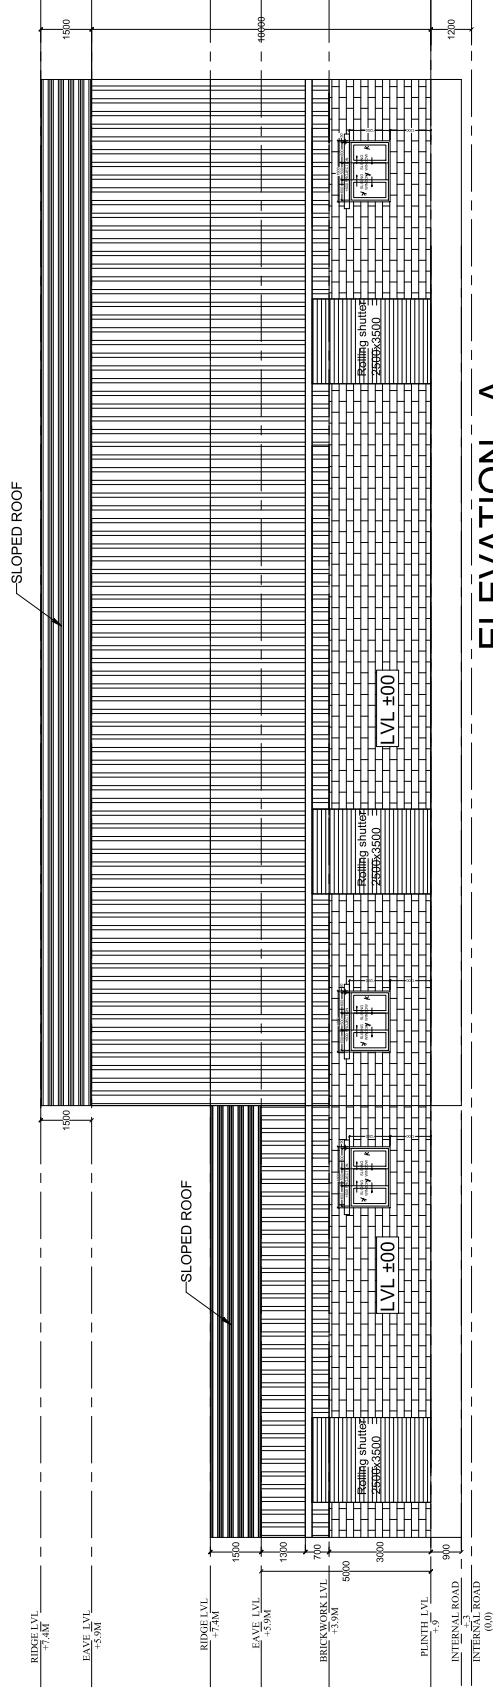 RIDGE LVL
+7.4M
EAVE LVL
+5.9M
RIDGE LVL
+7.4M
EAVE LVL
+5.9M
BRICKWORK LVL
+3.9M
PLINTH LVL
+.9
INTERNAL ROAD
+.3
INTERNAL ROAD
(0,0)
1500
1300
700
3000
900
5000
SLOPED ROOF
SLOPED ROOF
1500
1500
10000
1200
Rolling shutter
2500x3500
LVL ±00
Rolling shutter
2500x3500
LVL ±00
Rolling shutter
2500x3500
ELEVATION A